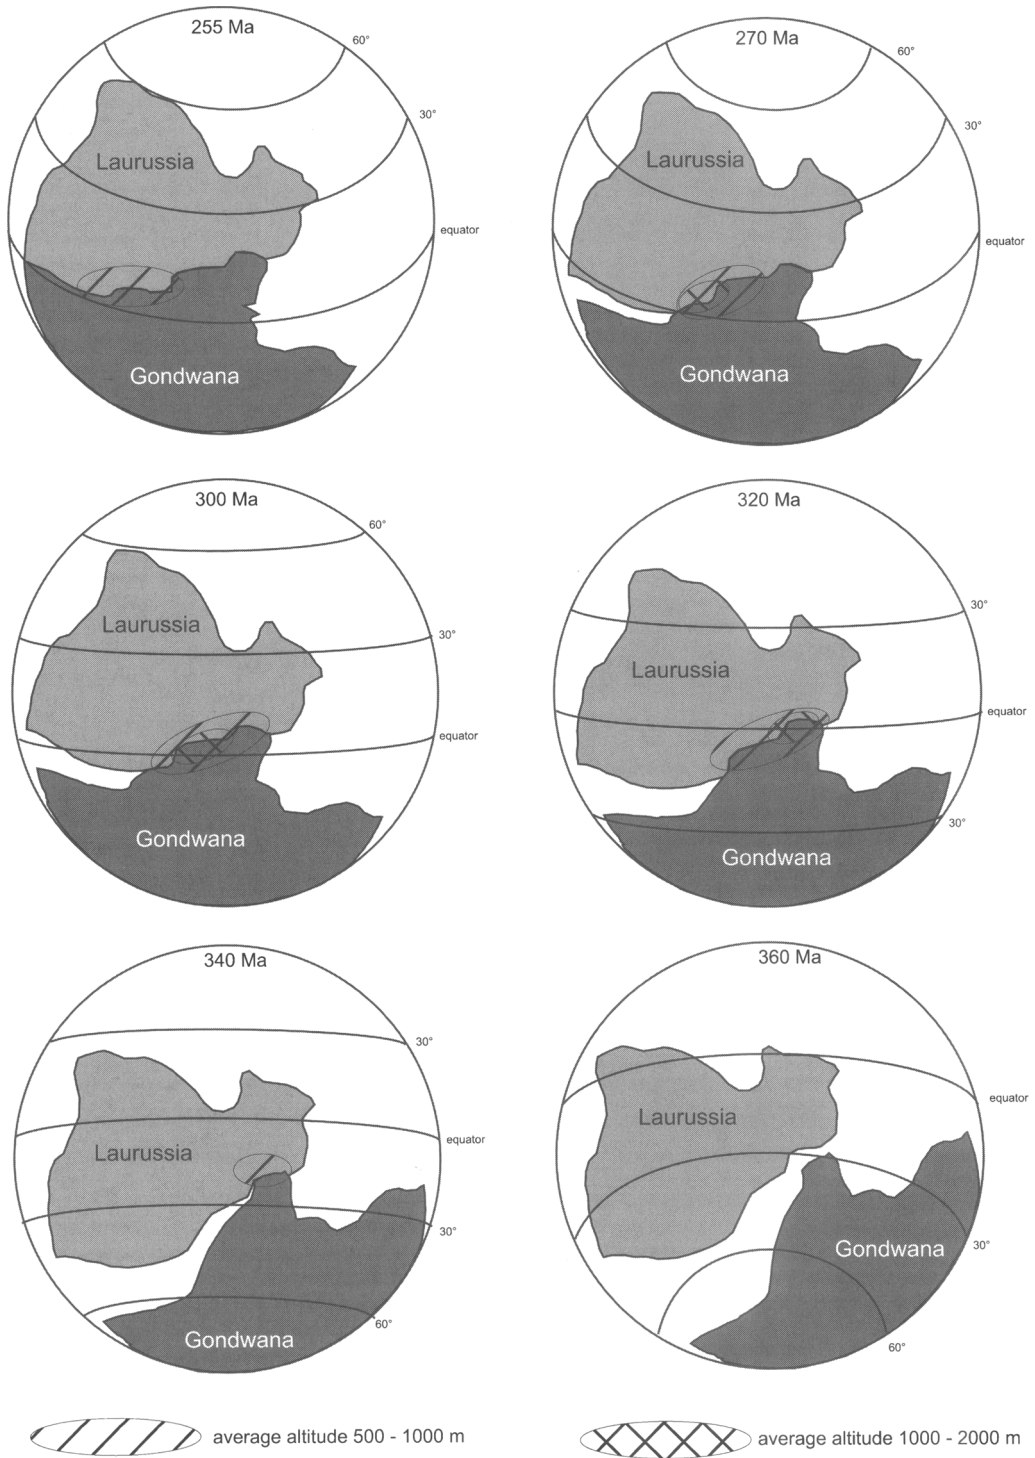 255 Ma
60°
30°
Laurussia
equator
Gondwana
270 Ma
60°
30°
Laurussia
equator
Gondwana
300 Ma
60°
Laurussia
30°
equator
Gondwana
320 Ma
30°
Laurussia
equator
30°
Gondwana
340 Ma
30°
equator
Laurussia
30°
60°
Gondwana
360 Ma
equator
Laurussia
30°
Gondwana
60°
average altitude 500 - 1000 m
average altitude 1000 - 2000 m